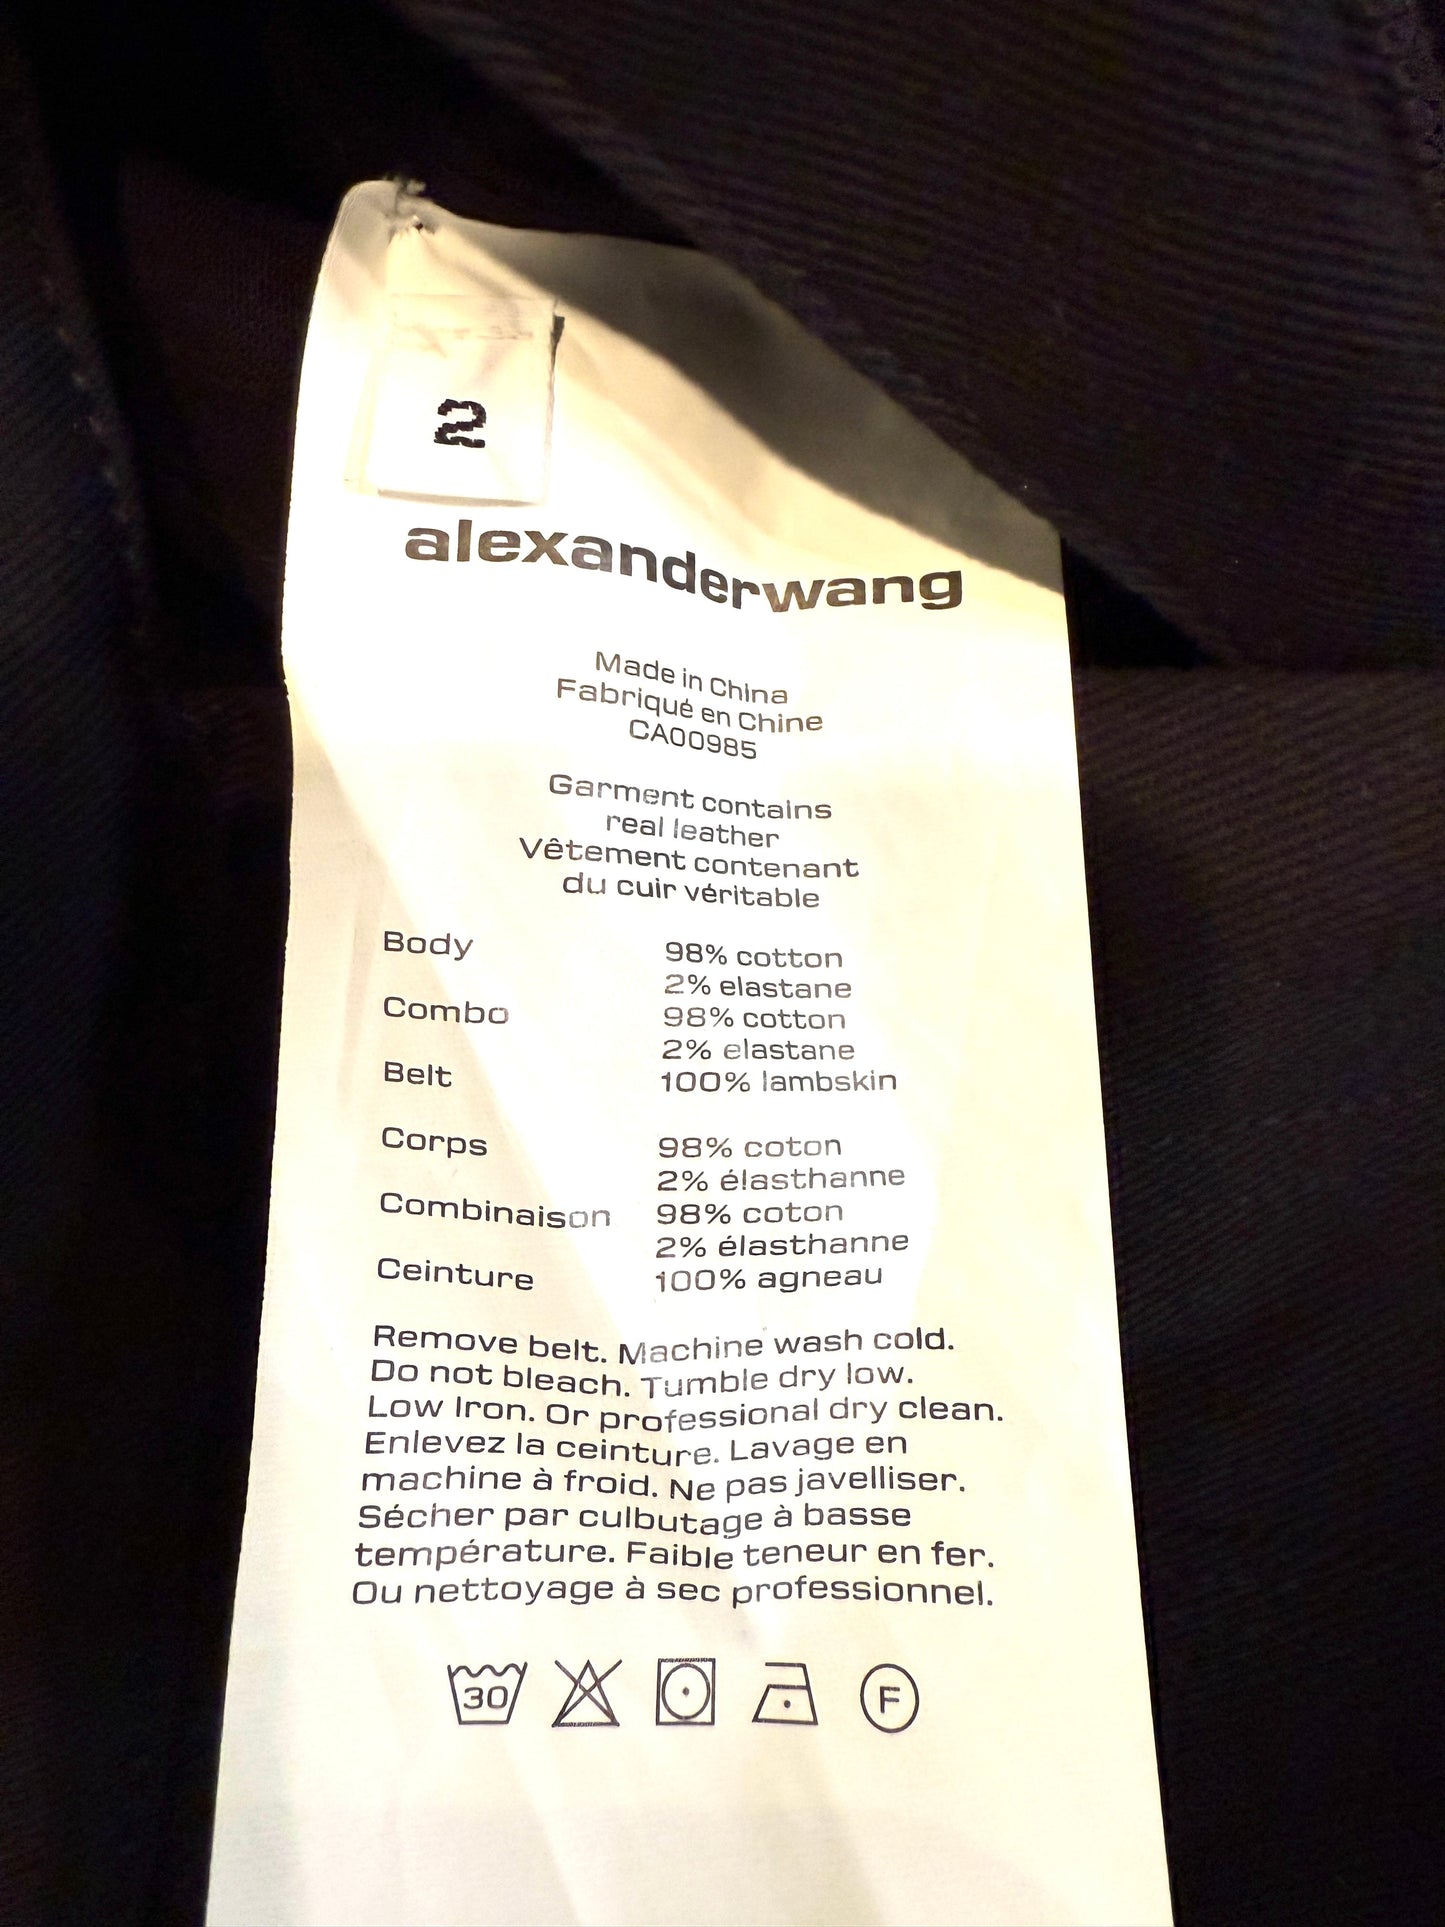 2
alexanderwang
Made in China
Fabriqué en Chine
CA00985
Garment contains
real leather
Vêtement contenant
du cuir véritable
Body 98% cotton
2% elastane
Combo 98% cotton
2% elastane
Belt 100% lambskin
Corps 98% coton
2% élasthanne
Combinaison 98% coton
2% élasthanne
Ceinture 100% agneau
Remove belt. Machine wash cold.
Do not bleach. Tumble dry low.
Low Iron. Or professional dry clean.
Enlevez la ceinture. Lavage en
machine à froid. Ne pas javelliser.
Sécher par culbutage à basse
température. Faible teneur en fer.
Ou nettoyage à sec professionnel.
30 F